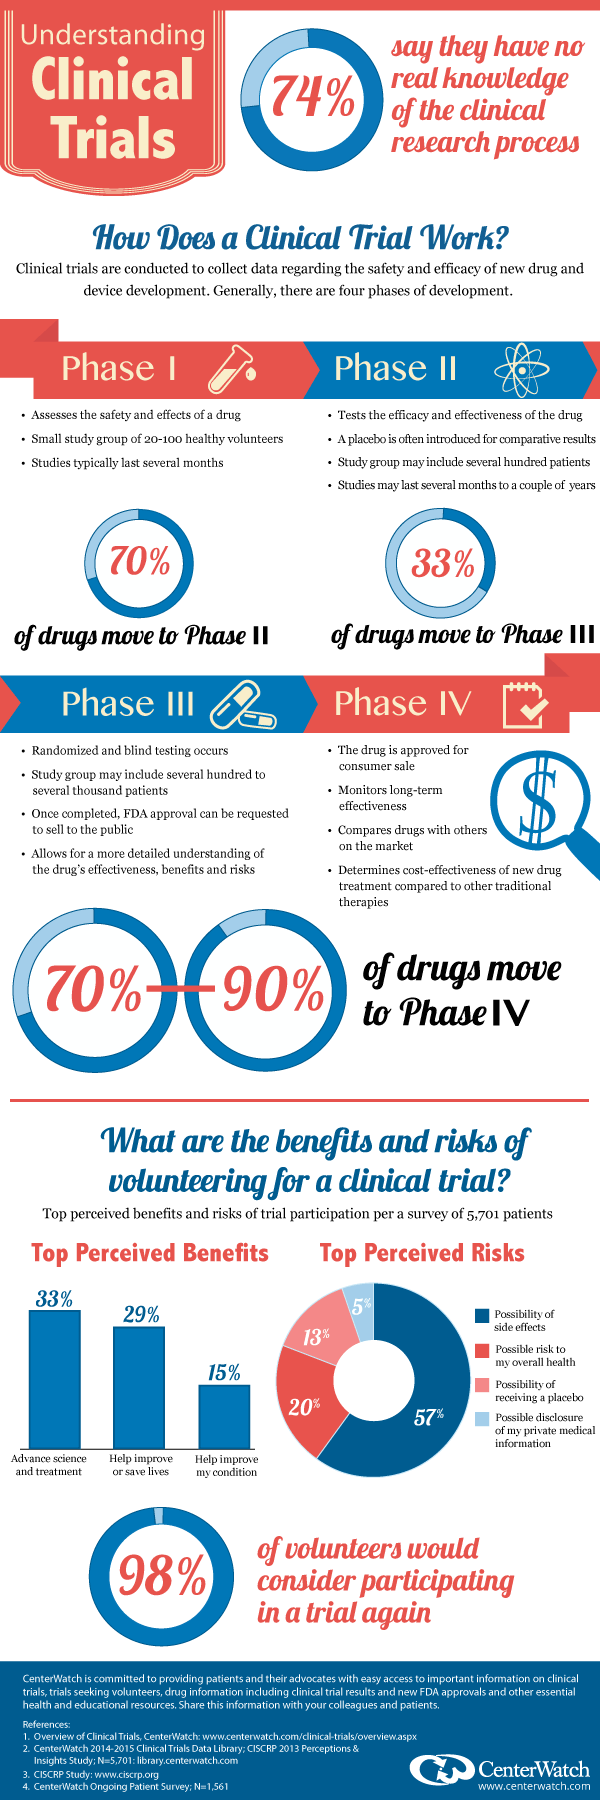 Understanding
Clinical
Trials
74%
say they have no
real knowledge
of the clinical
research process
How Does a Clinical Trial Work?
Clinical trials are conducted to collect data regarding the safety and efficacy of new drug and
device development. Generally, there are four phases of development.
Phase I
• Assesses the safety and effects of a drug
• Small study group of 20-100 healthy volunteers
• Studies typically last several months
70%
of drugs move to Phase II
Phase II
• Tests the efficacy and effectiveness of the drug
• A placebo is often introduced for comparative results
• Study group may include several hundred patients
• Studies may last several months to a couple of years
33%
of drugs move to Phase III
Phase III
• Randomized and blind testing occurs
• Study group may include several hundred to
several thousand patients
• Once completed, FDA approval can be requested
to sell to the public
• Allows for a more detailed understanding of
the drug's effectiveness, benefits and risks
Phase IV
• The drug is approved for
consumer sale
• Monitors long-term
effectiveness
• Compares drugs with others
on the market
• Determines cost-effectiveness of new drug
treatment compared to other traditional
therapies
$
70% — 90%
of drugs move
to Phase IV
What are the benefits and risks of
volunteering for a clinical trial?
Top perceived benefits and risks of trial participation per a survey of 5,701 patients
Top Perceived Benefits
33%
29%
15%
Advance science
and treatment
Help improve
or save lives
Help improve
my condition
Top Perceived Risks
5%
13%
20%
57%
Possibility of
side effects
Possible risk to
my overall health
Possibility of
receiving a placebo
Possible disclosure
of my private medical
information
98%
of volunteers would
consider participating
in a trial again
CenterWatch is committed to providing patients and their advocates with easy access to important information on clinical
trials, trials seeking volunteers, drug information including clinical trial results and new FDA approvals and other essential
health and educational resources. Share this information with your colleagues and patients.
References:
1. Overview of Clinical Trials, CenterWatch: www.centerwatch.com/clinical-trials/overview.aspx
2. CenterWatch 2014-2015 Clinical Trials Data Library; CISCRP 2013 Perceptions &
Insights Study; N=5,701: library.centerwatch.com
3. CISCRP Study: www.ciscrp.org
4. CenterWatch Ongoing Patient Survey; N=1,561
CenterWatch
www.centerwatch.com